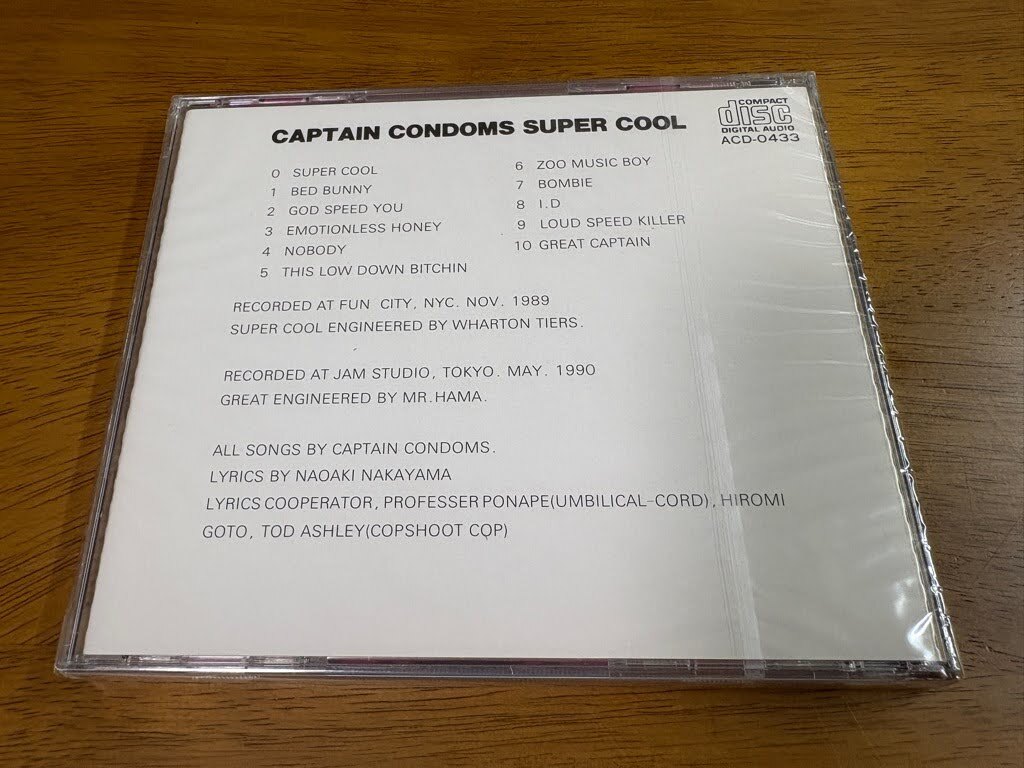 CAPTAIN CONDOMS SUPER COOL
COMPACT
disc
DIGITAL AUDIO
ACD-0433
0 SUPER COOL
1 BED BUNNY
2 GOD SPEED YOU
3 EMOTIONLESS HONEY
4 NOBODY
5 THIS LOW DOWN BITCHIN
6 ZOO MUSIC BOY
7 BOMBIE
8 I.D
9 LOUD SPEED KILLER
10 GREAT CAPTAIN
RECORDED AT FUN CITY, NYC. NOV. 1989
SUPER COOL ENGINEERED BY WHARTON TIERS.
RECORDED AT JAM STUDIO, TOKYO. MAY. 1990
GREAT ENGINEERED BY MR.HAMA.
ALL SONGS BY CAPTAIN CONDOMS.
LYRICS BY NAOAKI NAKAYAMA
LYRICS COOPERATOR, PROFESSER PONAPE(UMBILICAL-CORD), HIROMI
GOTO, TOD ASHLEY(COPSHOOT COP)